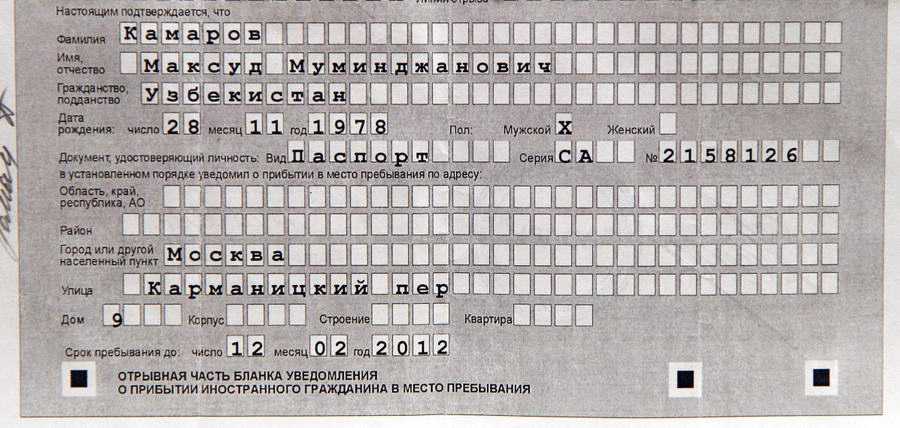 Линия отрыва
Настоящим подтверждается, что
Фамилия Камаров
Имя, отчество Максуд Муминджанович
Гражданство, подданство Узбекистан
Дата рождения: число 28 месяц 11 год 1978 Пол: Мужской X Женский
Документ, удостоверяющий личность: Вид Паспорт Серия СА № 2158126
в установленном порядке уведомил о прибытии в место пребывания по адресу:
Область, край, республика, АО
Район
Город или другой населенный пункт Москва
Улица Карманицкий пер
Дом 9 Корпус Строение Квартира
Срок пребывания до: число 12 месяц 02 год 2012
ОТРЫВНАЯ ЧАСТЬ БЛАНКА УВЕДОМЛЕНИЯ
О ПРИБЫТИИ ИНОСТРАННОГО ГРАЖДАНИНА В МЕСТО ПРЕБЫВАНИЯ